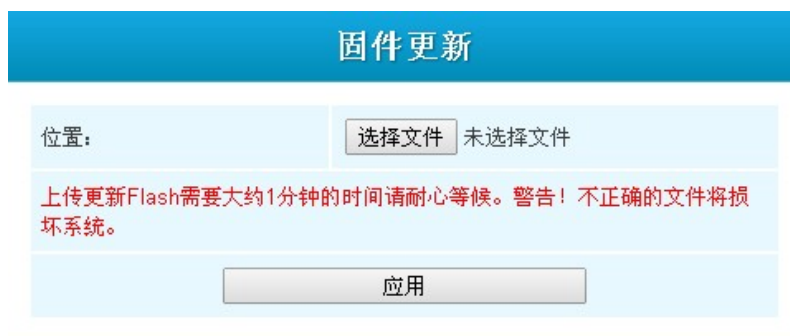 固件更新
位置：
选择文件 未选择文件
上传更新Flash需要大约1分钟的时间请耐心等候。警告！不正确的文件将损
坏系统。
应用